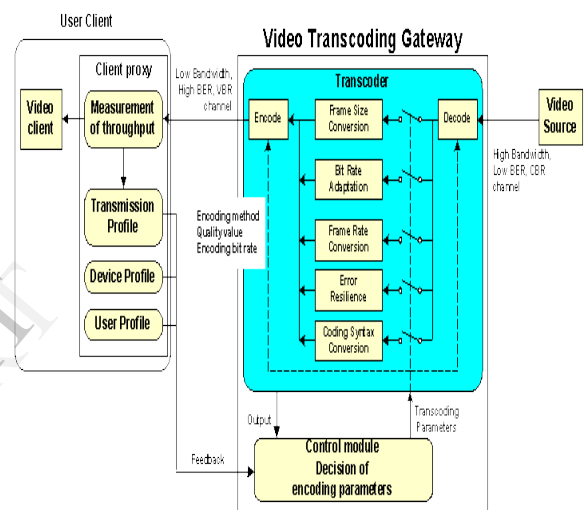 User Client
Video Transcoding Gateway
Client proxy
Video
client
Measurement
of throughput
Transmission
Profile
Device Profile
User Profile
Low Bandwidth,
High BER, VBR
channel
Transcoder
Encode
Frame Size
Conversion
Bit Rate
Adaptation
Frame Rate
Conversion
Error
Resilience
Coding Syntax
Conversion
Decode
Video
Source
High Bandwidth,
Low BER, CBR
channel
Encoding method
Quality value
Encoding bit rate
Output
Transcoding
Parameters
Feedback
Control module
Decision of
encoding parameters